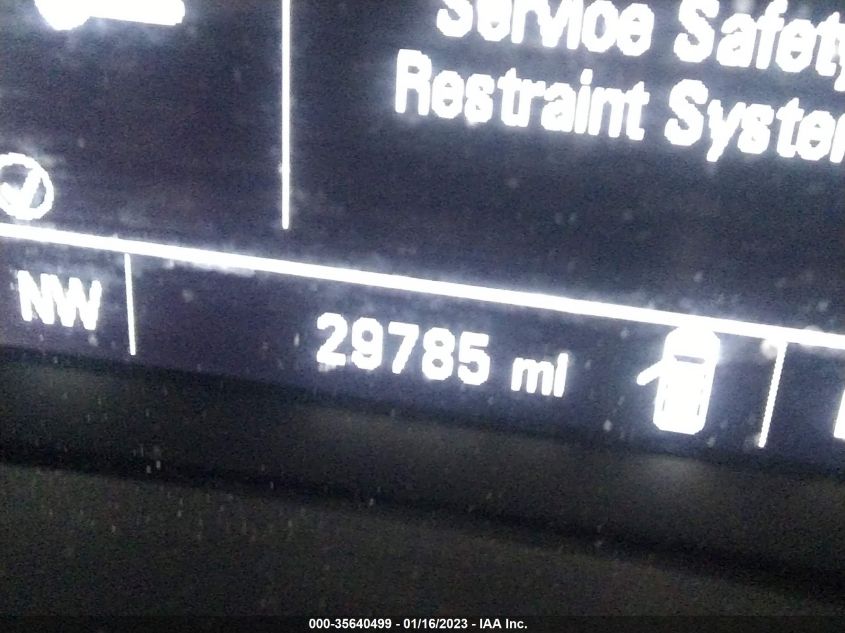 Service Safety
Restraint System
NW
29785 mi
000-35640499 - 01/16/2023 - IAA Inc.